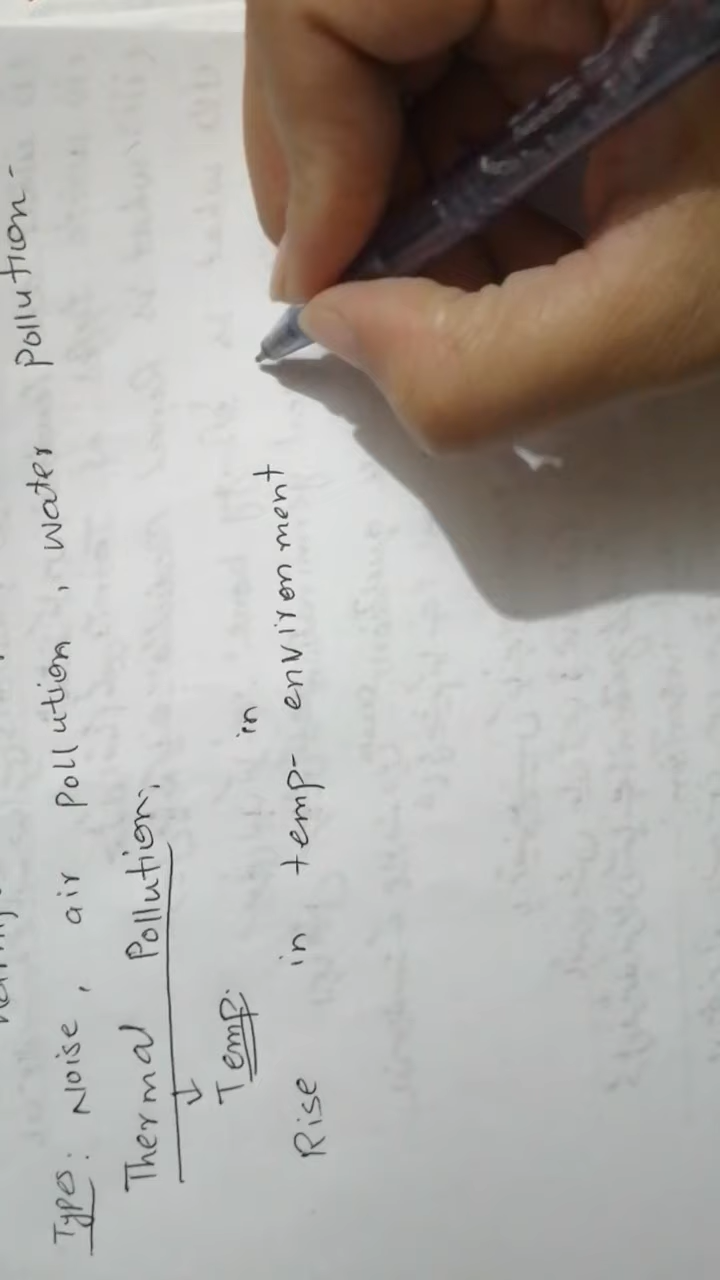 Types: Noise, air pollution, water pollution -
Thermal Pollution,
Temp.
in
Rise in temp- environment